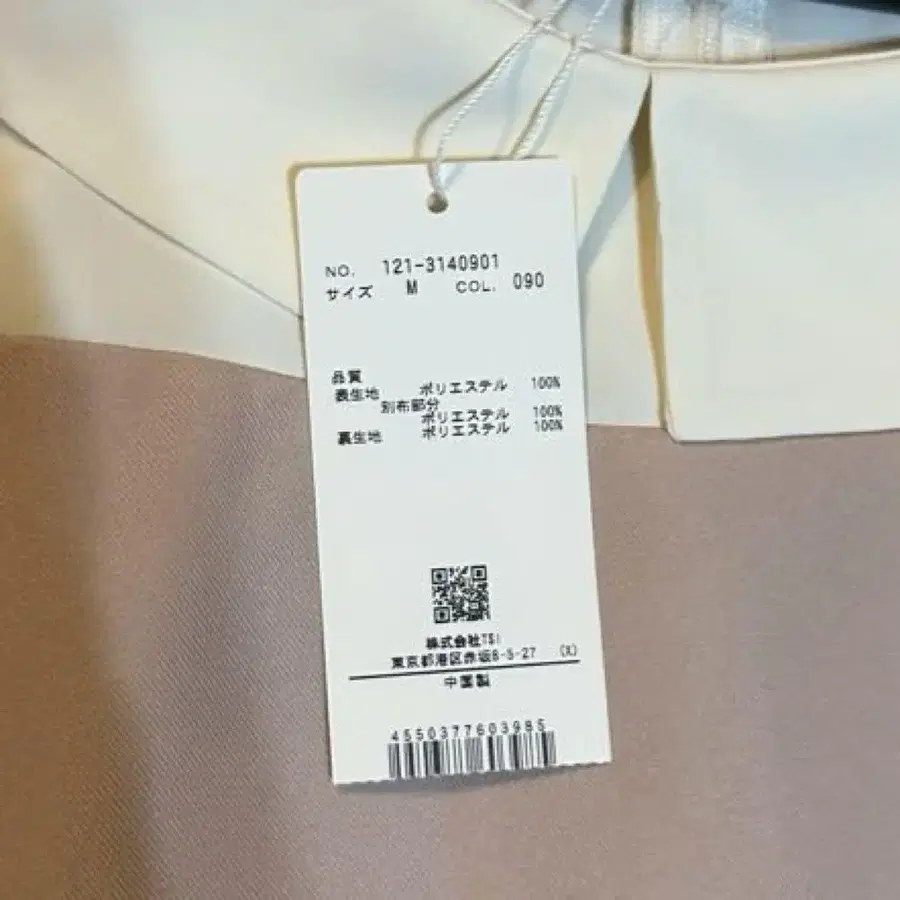 NO. 121-3140901
サイズ M COL. 090
品質
表生地 ポリエステル 100%
別布部分
ポリエステル 100%
裏生地 ポリエステル 100%
株式会社TSI
東京都港区赤坂8-5-27 (X)
中国製
4550377603985